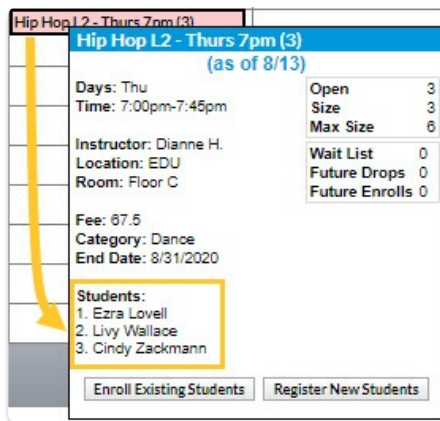 Hip Hop L2 - Thurs 7pm (3)
Hip Hop L2 - Thurs 7pm (3)
(as of 8/13)
Days: Thu
Time: 7:00pm-7:45pm
Instructor: Dianne H.
Location: EDU
Room: Floor C
Fee: 67.5
Category: Dance
End Date: 8/31/2020
Open 3
Size 3
Max Size 6
Wait List 0
Future Drops 0
Future Enrolls 0
Students:
1. Ezra Lovell
2. Livy Wallace
3. Cindy Zackmann
Enroll Existing Students
Register New Students